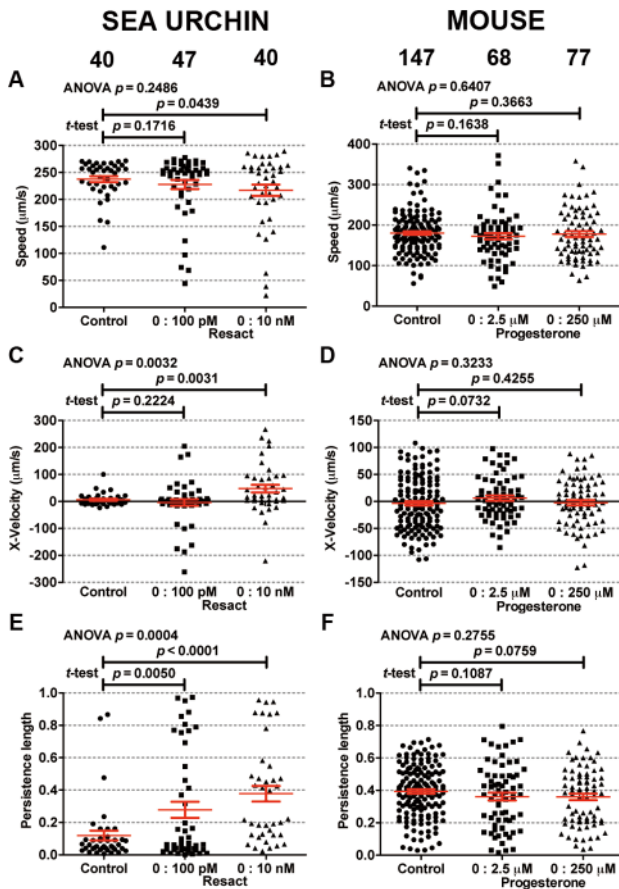 SEA URCHIN MOUSE
40 47 40 147 68 77
A
ANOVA p = 0.2486
p = 0.0439
t-test p = 0.1716
300
250
200
150
100
50
0
Speed (µm/s)
Control 0 : 100 pM 0 : 10 nM
Resact
B
ANOVA p = 0.6407
p = 0.3663
t-test p = 0.1638
400
300
200
100
0
Speed (µm/s)
Control 0 : 2.5 µM 0 : 250 µM
Progesterone
C
ANOVA p = 0.0032
p = 0.0031
t-test p = 0.2224
300
200
100
0
-100
-200
-300
X-Velocity (µm/s)
Control 0 : 100 pM 0 : 10 nM
Resact
D
ANOVA p = 0.3233
p = 0.4255
t-test p = 0.0732
150
100
50
0
-50
-100
-150
X-Velocity (µm/s)
Control 0 : 2.5 µM 0 : 250 µM
Progesterone
E
ANOVA p = 0.0004
p < 0.0001
t-test p = 0.0050
1.0
0.8
0.6
0.4
0.2
0.0
Persistence length
Control 0 : 100 pM 0 : 10 nM
Resact
F
ANOVA p = 0.2755
p = 0.0759
t-test p = 0.1087
1.0
0.8
0.6
0.4
0.2
0.0
Persistence length
Control 0 : 2.5 µM 0 : 250 µM
Progesterone